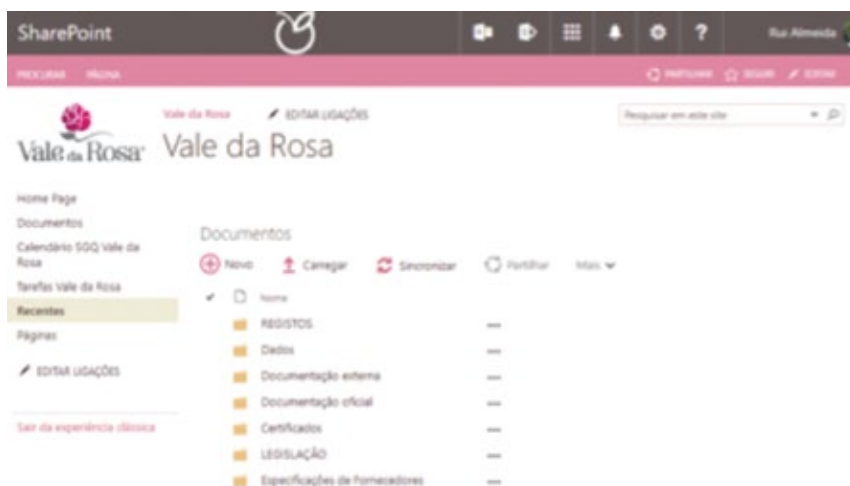 SharePoint
?
Rui Almeida
PROCURAR PÁGINA
PARTILHAR SEGUIR EDITAR
Vale da Rosa EDITAR LIGAÇÕES
Pesquisar em este site
Vale da Rosa
Vale da Rosa
Home Page
Documentos
Calendário SGQ Vale da
Rosa
Tarefas Vale da Rosa
Recentes
Páginas
EDITAR LIGAÇÕES
Sair da experiência clássica
Documentos
Novo Carregar Sincronizar Partilhar Mais
Nome
REGISTOS
Dados
Documentação externa
Documentação oficial
Certificados
LEGISLAÇÃO
Especificações de Fornecedores